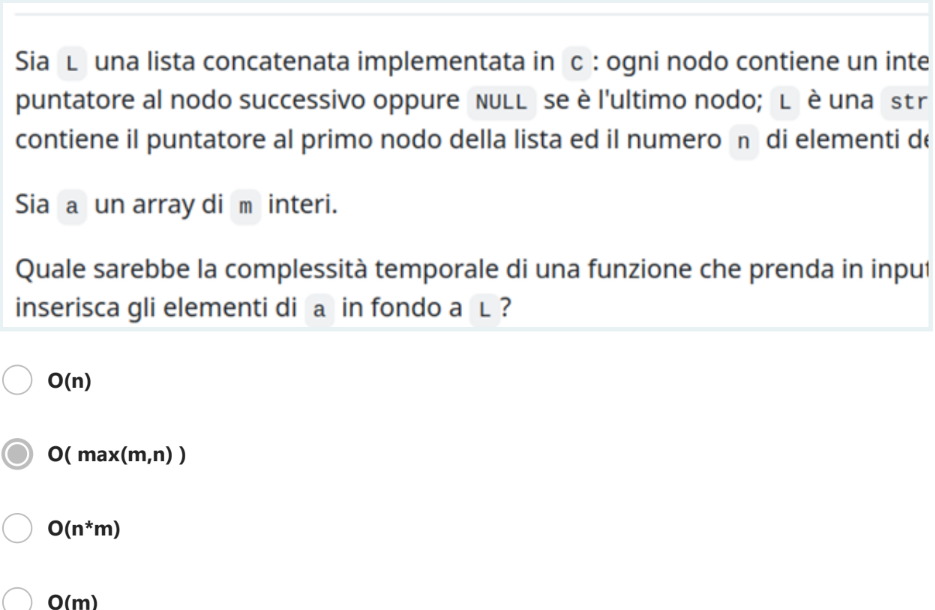 Sia L una lista concatenata implementata in C: ogni nodo contiene un inte
puntatore al nodo successivo oppure NULL se è l'ultimo nodo; L è una str
contiene il puntatore al primo nodo della lista ed il numero n di elementi de
Sia a un array di m interi.
Quale sarebbe la complessità temporale di una funzione che prenda in input
inserisca gli elementi di a in fondo a L?
O(n)
O( max(m,n) )
O(n*m)
O(m)